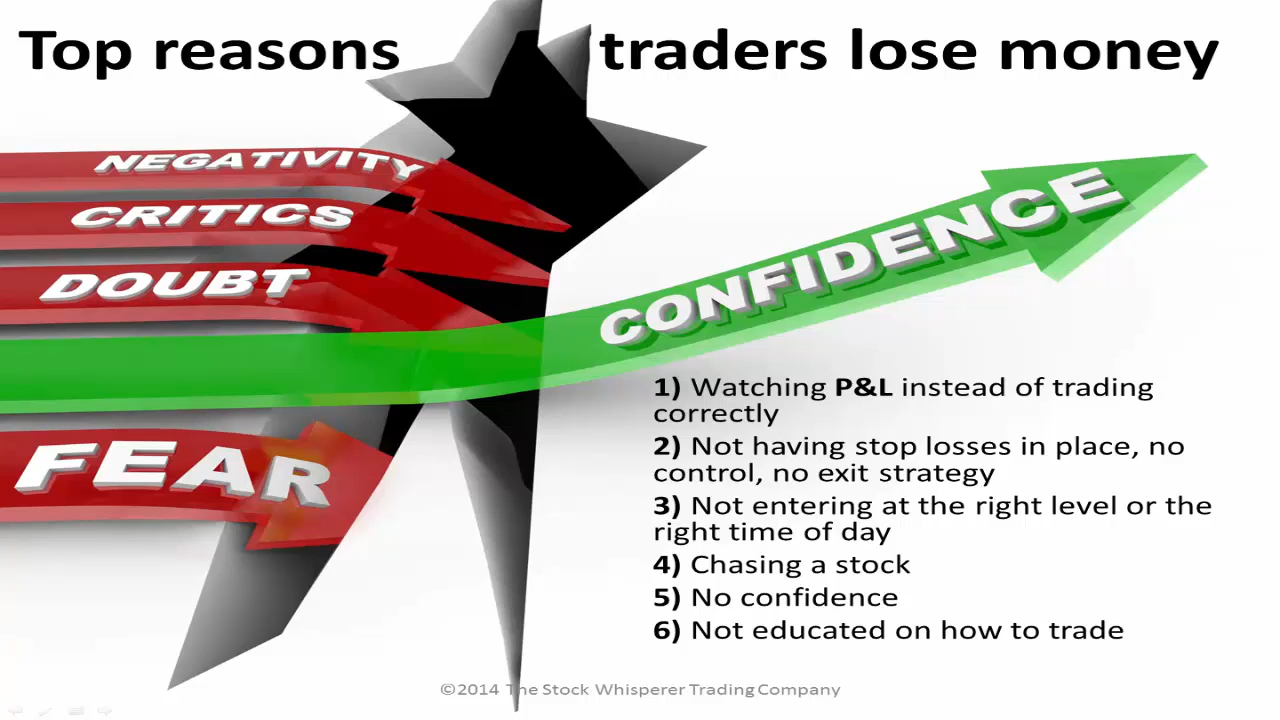 Top reasons traders lose money
NEGATIVITY
CRITICS
DOUBT
CONFIDENCE
FEAR
1) Watching P&L instead of trading
correctly
2) Not having stop losses in place, no
control, no exit strategy
3) Not entering at the right level or the
right time of day
4) Chasing a stock
5) No confidence
6) Not educated on how to trade
©2014 The Stock Whisperer Trading Company